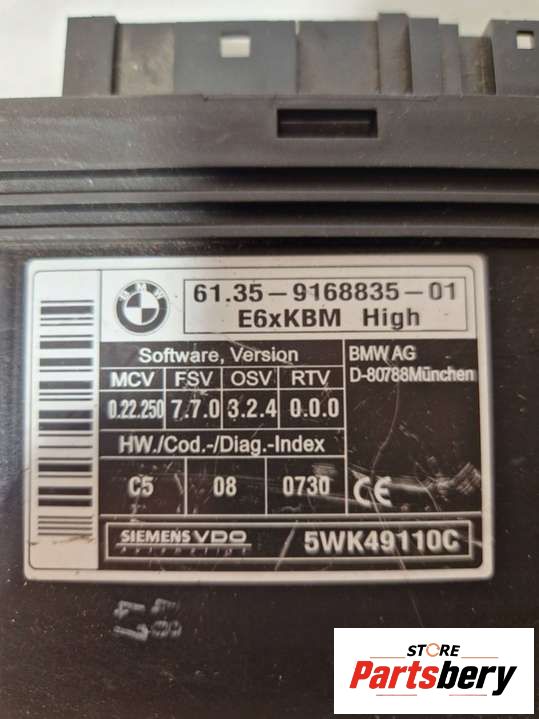 BMW
61.35-9168835-01
E6xKBM High
Software, Version
MCV FSV OSV RTV
0.22.250 7.7.0 3.2.4 0.0.0
BMW AG
D-80788München
HW./Cod.-/Diag.-Index
C5 08 0730 CE
SIEMENS VDO
Automotive
5WK49110C
STORE
Partsbery